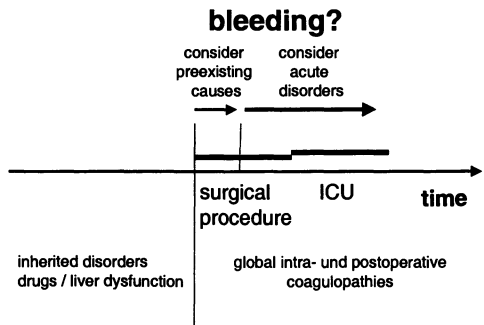 bleeding?
consider
preexisting
causes
consider
acute
disorders
surgical
procedure
ICU
time
inherited disorders
drugs / liver dysfunction
global intra- und postoperative
coagulopathies